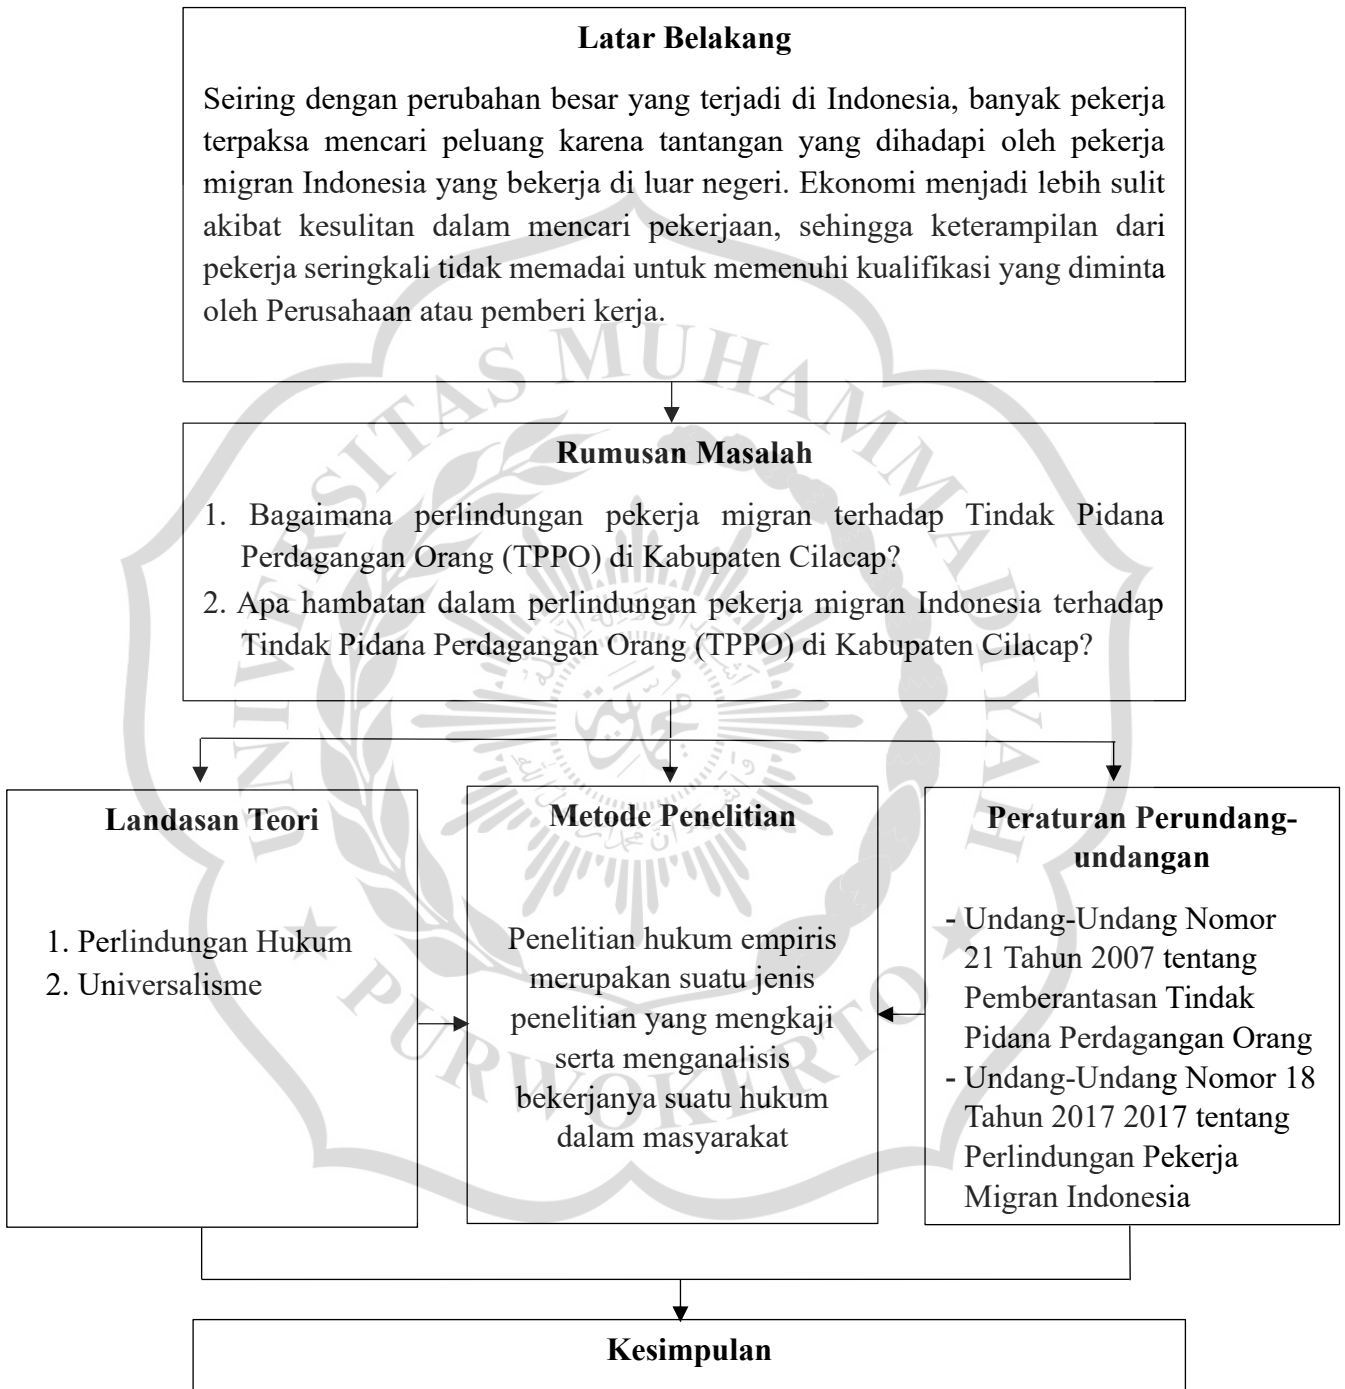 Latar Belakang
Seiring dengan perubahan besar yang terjadi di Indonesia, banyak pekerja
terpaksa mencari peluang karena tantangan yang dihadapi oleh pekerja
migran Indonesia yang bekerja di luar negeri. Ekonomi menjadi lebih sulit
akibat kesulitan dalam mencari pekerjaan, sehingga keterampilan dari
pekerja seringkali tidak memadai untuk memenuhi kualifikasi yang diminta
oleh Perusahaan atau pemberi kerja.
Rumusan Masalah
1. Bagaimana perlindungan pekerja migran terhadap Tindak Pidana
Perdagangan Orang (TPPO) di Kabupaten Cilacap?
2. Apa hambatan dalam perlindungan pekerja migran Indonesia terhadap
Tindak Pidana Perdagangan Orang (TPPO) di Kabupaten Cilacap?
Landasan Teori
1. Perlindungan Hukum
2. Universalisme
Metode Penelitian
Penelitian hukum empiris
merupakan suatu jenis
penelitian yang mengkaji
serta menganalisis
bekerjanya suatu hukum
dalam masyarakat
Peraturan Perundang-
undangan
- Undang-Undang Nomor
21 Tahun 2007 tentang
Pemberantasan Tindak
Pidana Perdagangan Orang
- Undang-Undang Nomor 18
Tahun 2017 2017 tentang
Perlindungan Pekerja
Migran Indonesia
Kesimpulan
UNIVERSITAS MUHAMMADIYAH
PURWOKERTO